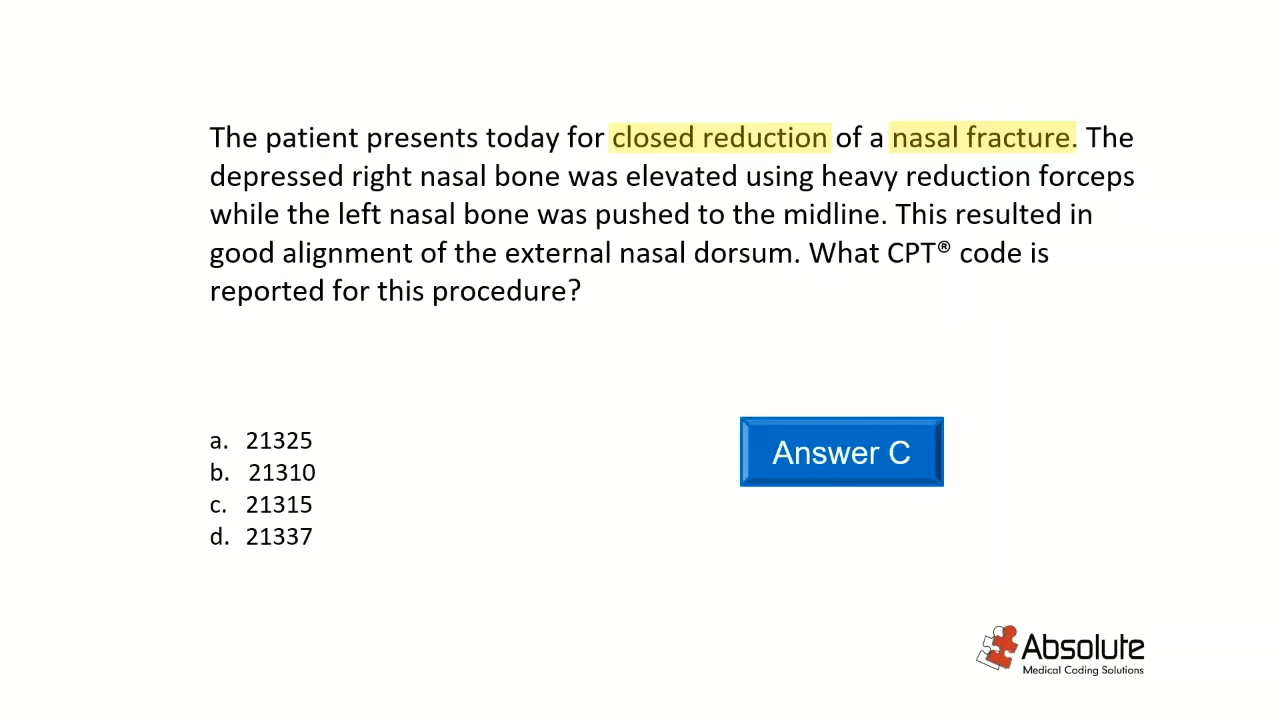 The patient presents today for closed reduction of a nasal fracture. The
depressed right nasal bone was elevated using heavy reduction forceps
while the left nasal bone was pushed to the midline. This resulted in
good alignment of the external nasal dorsum. What CPT® code is
reported for this procedure?
a. 21325
b. 21310
c. 21315
d. 21337
Answer C
Absolute
Medical Coding Solutions